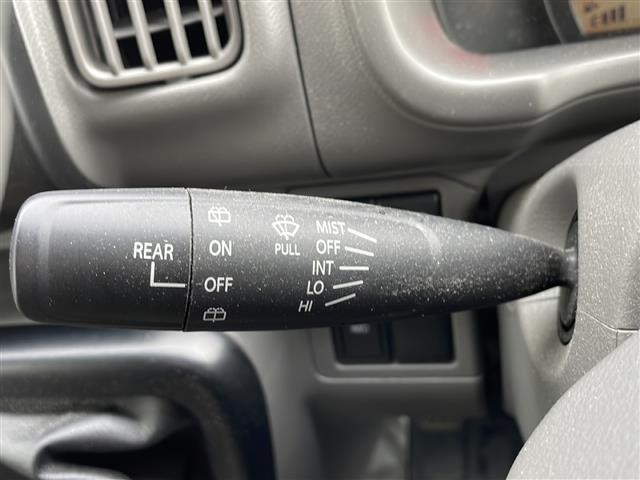 REAR
ON
OFF
PULL
MIST
OFF
INT
LO
HI